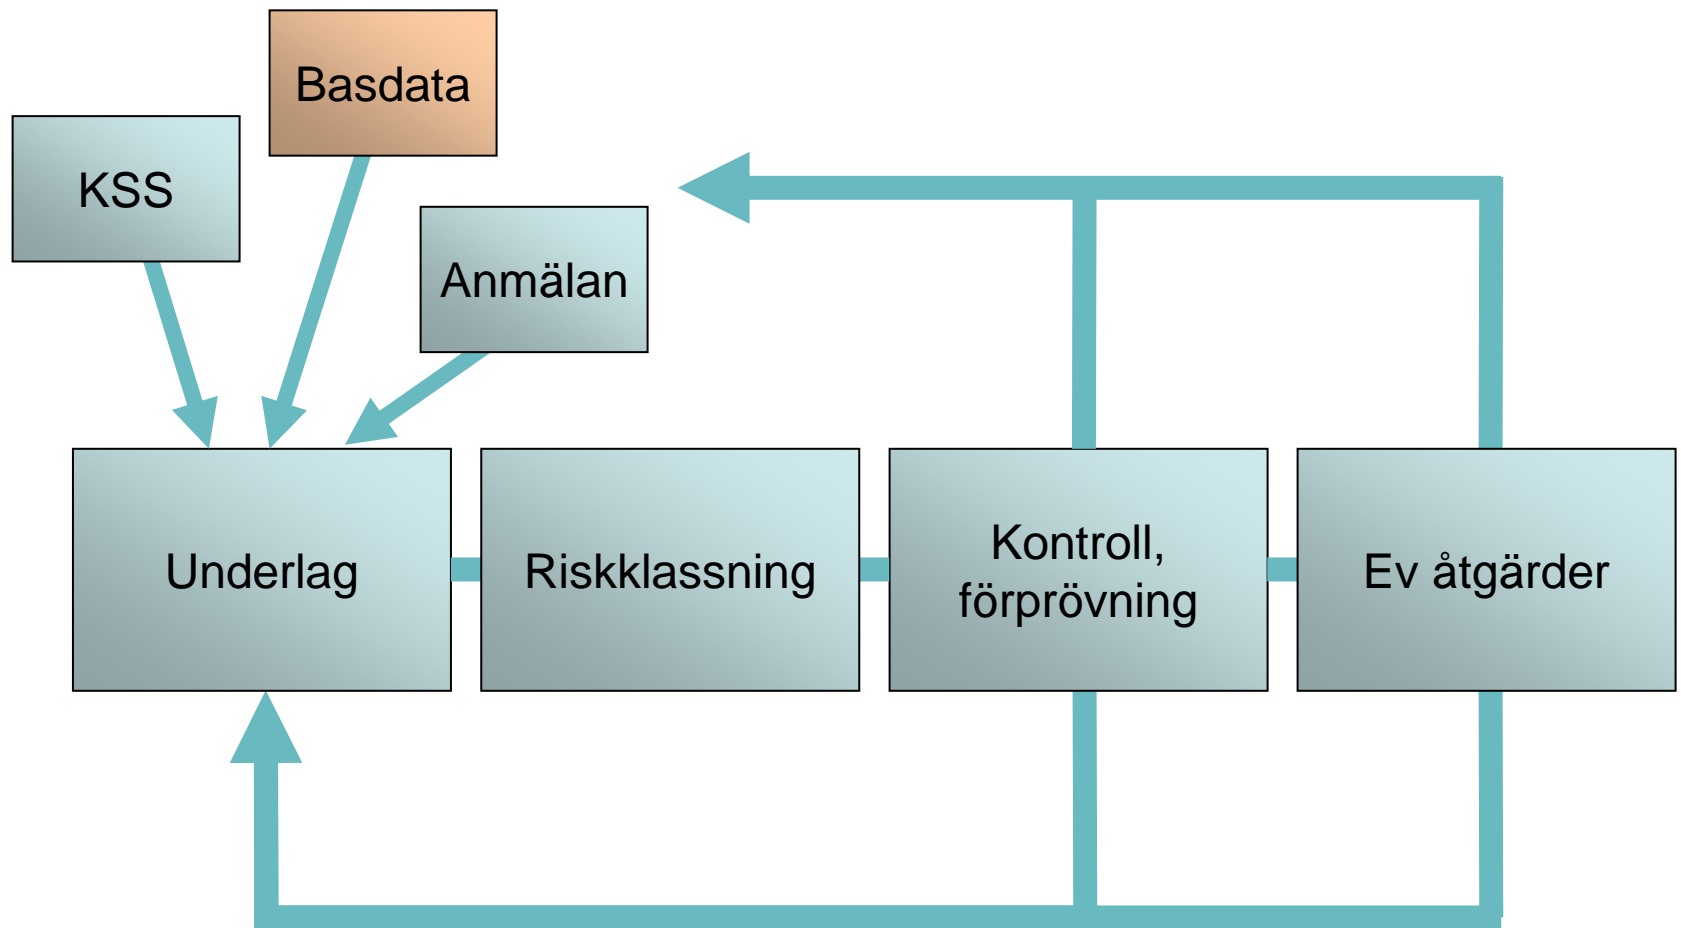 Basdata
KSS
Anmälan
Underlag
Riskklassning
Kontroll,
förprövning
Ev åtgärder